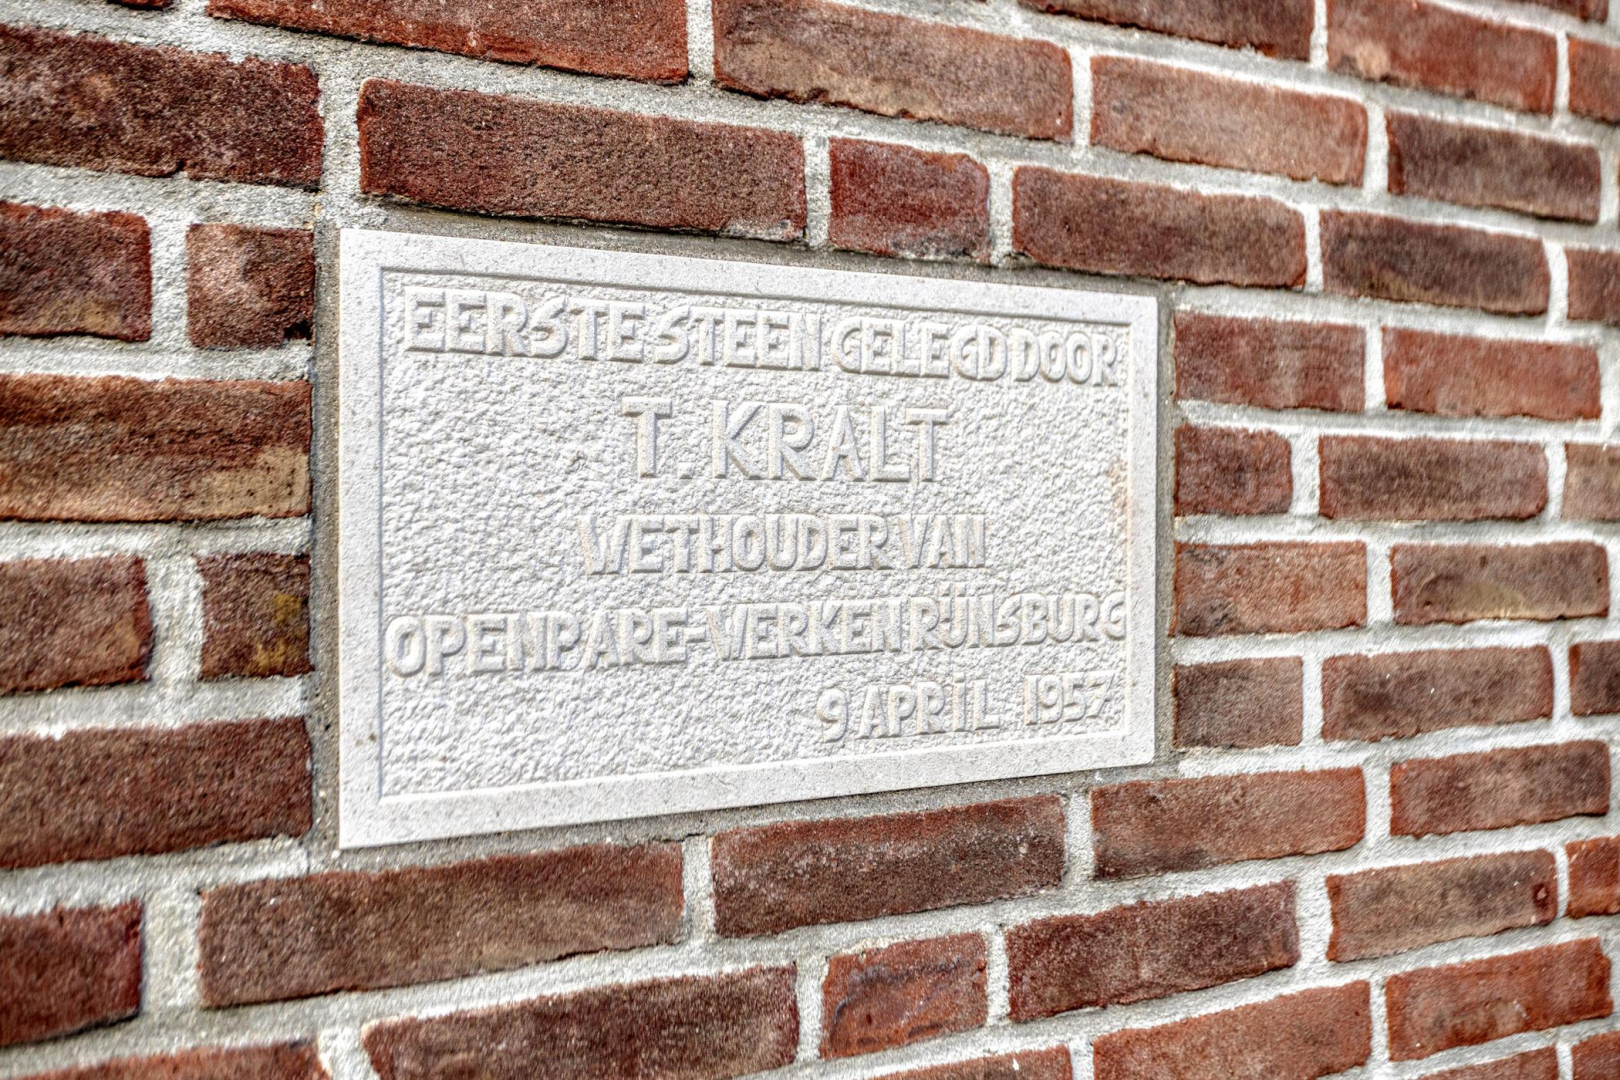 EERSTE STEEN GELEGD DOOR
T. KRALT
WETHOUDER VAN
OPENBARE-WERKEN RIJNSBURG
9 APRIL 1957